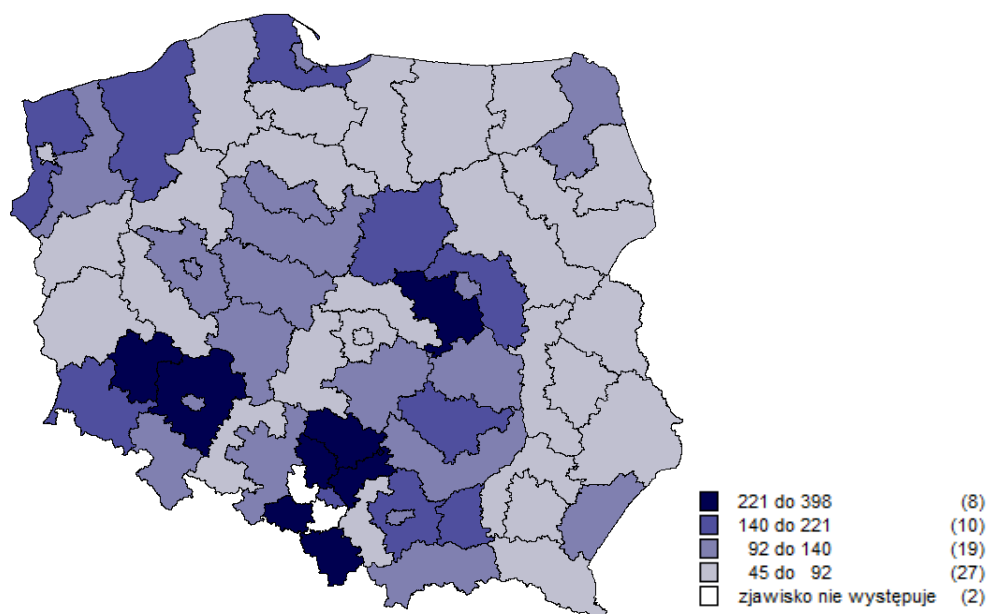 221 do 398 (8)
140 do 221 (10)
92 do 140 (19)
45 do 92 (27)
zjawisko nie występuje (2)